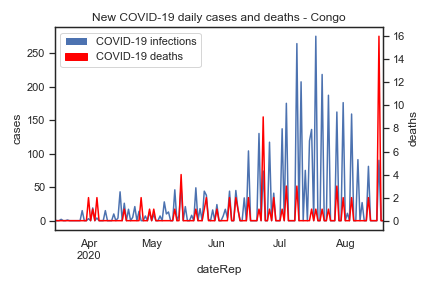 New COVID-19 daily cases and deaths - Congo
COVID-19 infections
COVID-19 deaths
250
200
150
100
50
0
cases
16
14
12
10
8
6
4
2
0
deaths
Apr
2020
May
Jun
Jul
Aug
dateRep